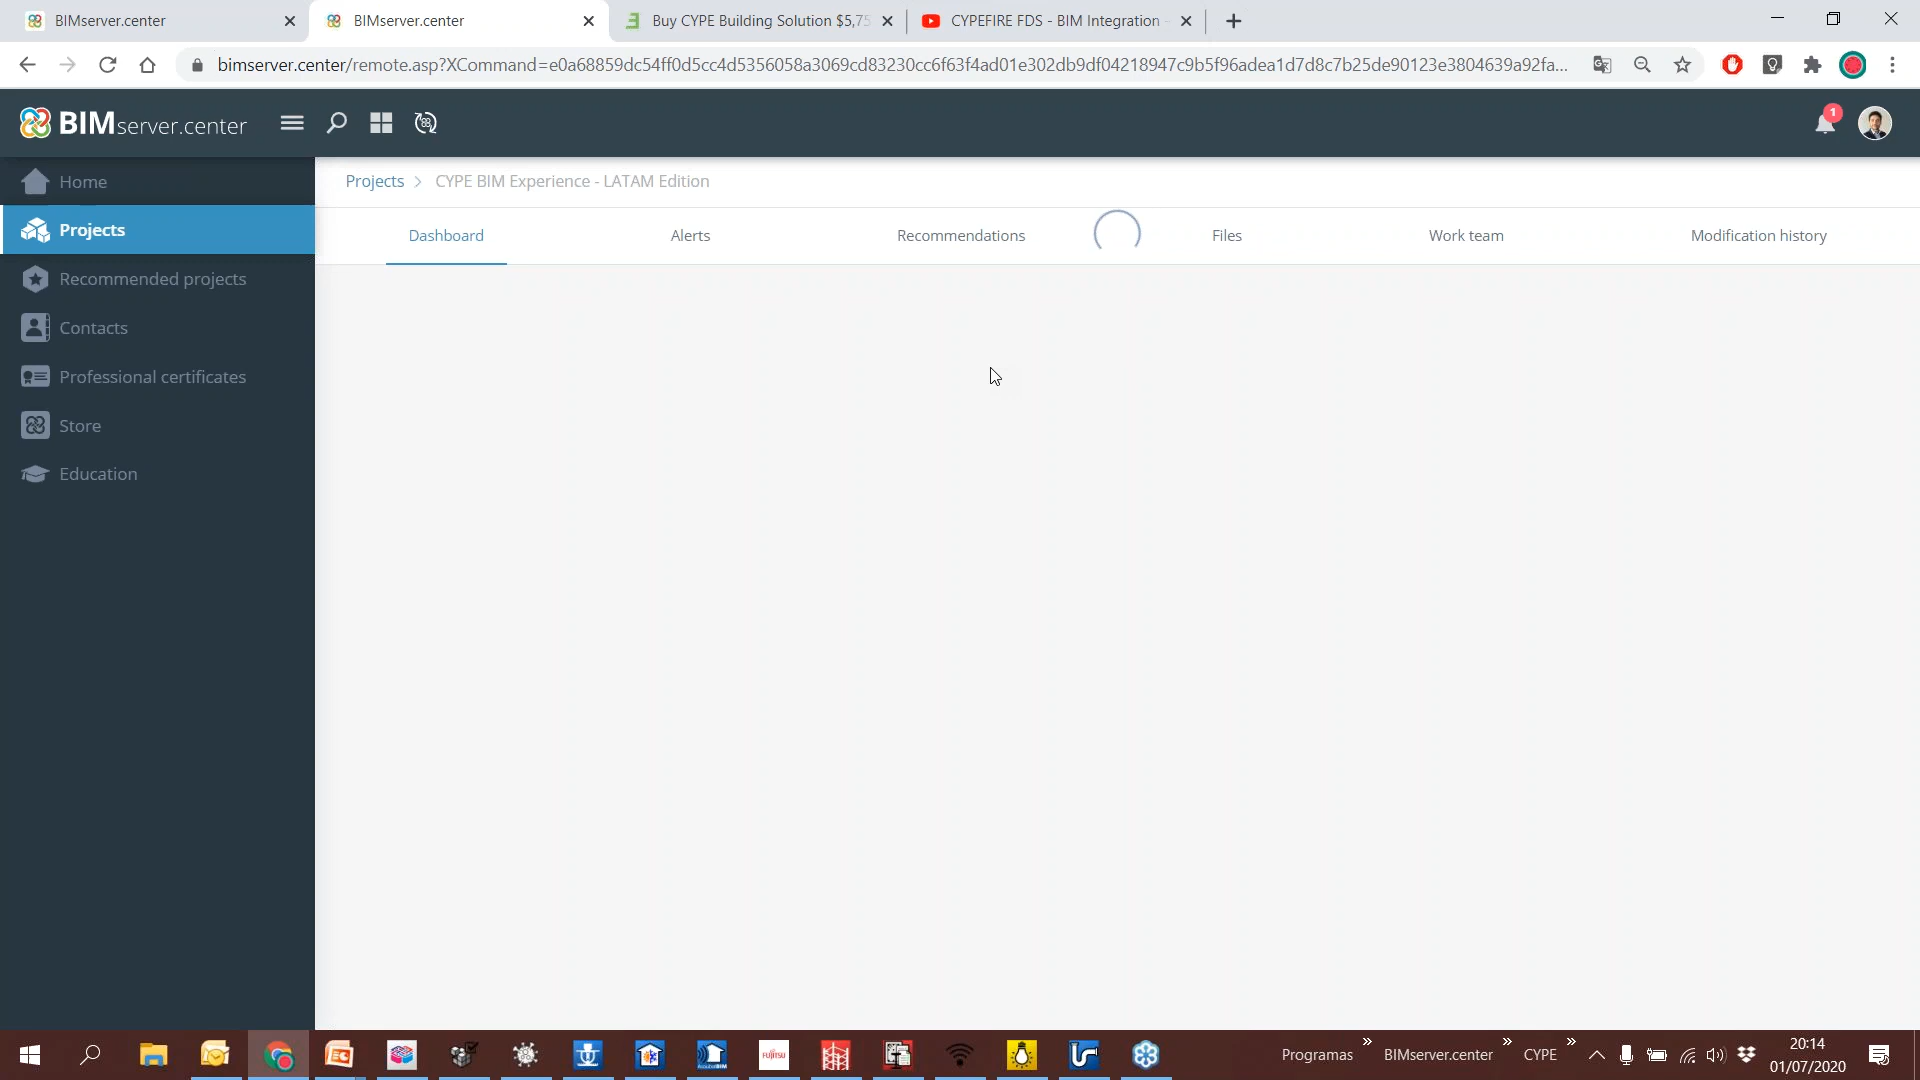 BIMserver.center
BIMserver.center
Buy CYPE Building Solution $5,75
CYPEFIRE FDS - BIM Integration -
bimserver.center/remote.asp?XCommand=e0a68859dc54ff0d5cc4d5356058a3069cd83230cc6f63f4ad01e302db9df04218947c9b5f96adea1d7d8c7b25de90123e3804639a92fa...
BIMserver.center
1
Home
Projects
Recommended projects
Contacts
Professional certificates
Store
Education
Projects > CYPE BIM Experience - LATAM Edition
Dashboard
Alerts
Recommendations
Files
Work team
Modification history
FUJITSU
Programas
BIMserver.center
CYPE
20:14
01/07/2020